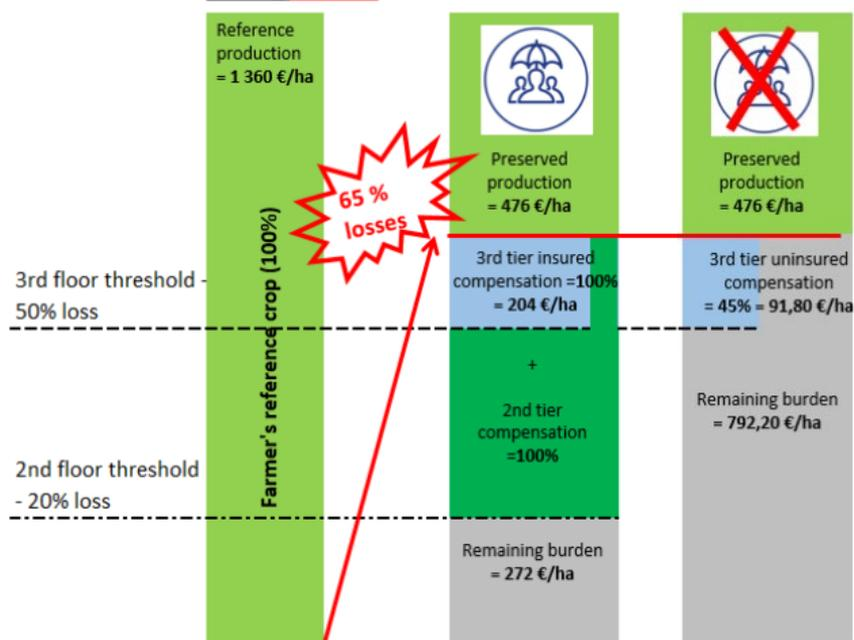 Reference
production
= 1 360 €/ha
65 %
losses
Farmer's reference crop (100%)
3rd floor threshold -
50% loss
2nd floor threshold
- 20% loss
Preserved
production
= 476 €/ha
3rd tier insured
compensation =100%
= 204 €/ha
+
2nd tier
compensation
=100%
Remaining burden
= 272 €/ha
Preserved
production
= 476 €/ha
3rd tier uninsured
compensation
= 45% = 91,80 €/ha
Remaining burden
= 792,20 €/ha